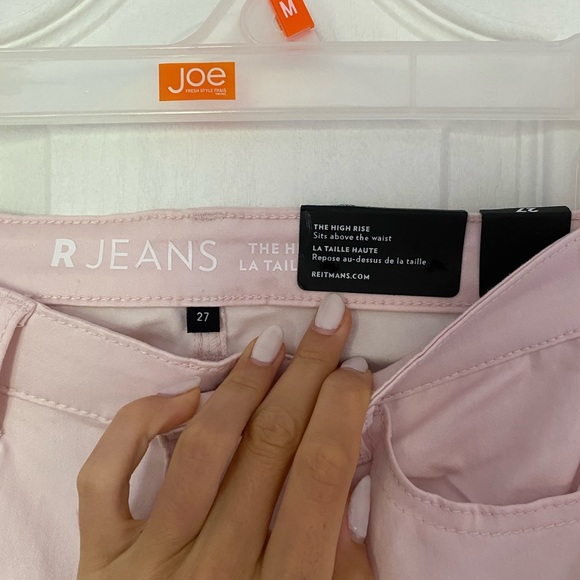 M
Joe
FRESH STYLE
R JEANS
THE H
LA TAIL
THE HIGH RISE
Sits above the waist
LA TAILLE HAUTE
Repose au-dessus de la taille
REITMANS.COM
27
27